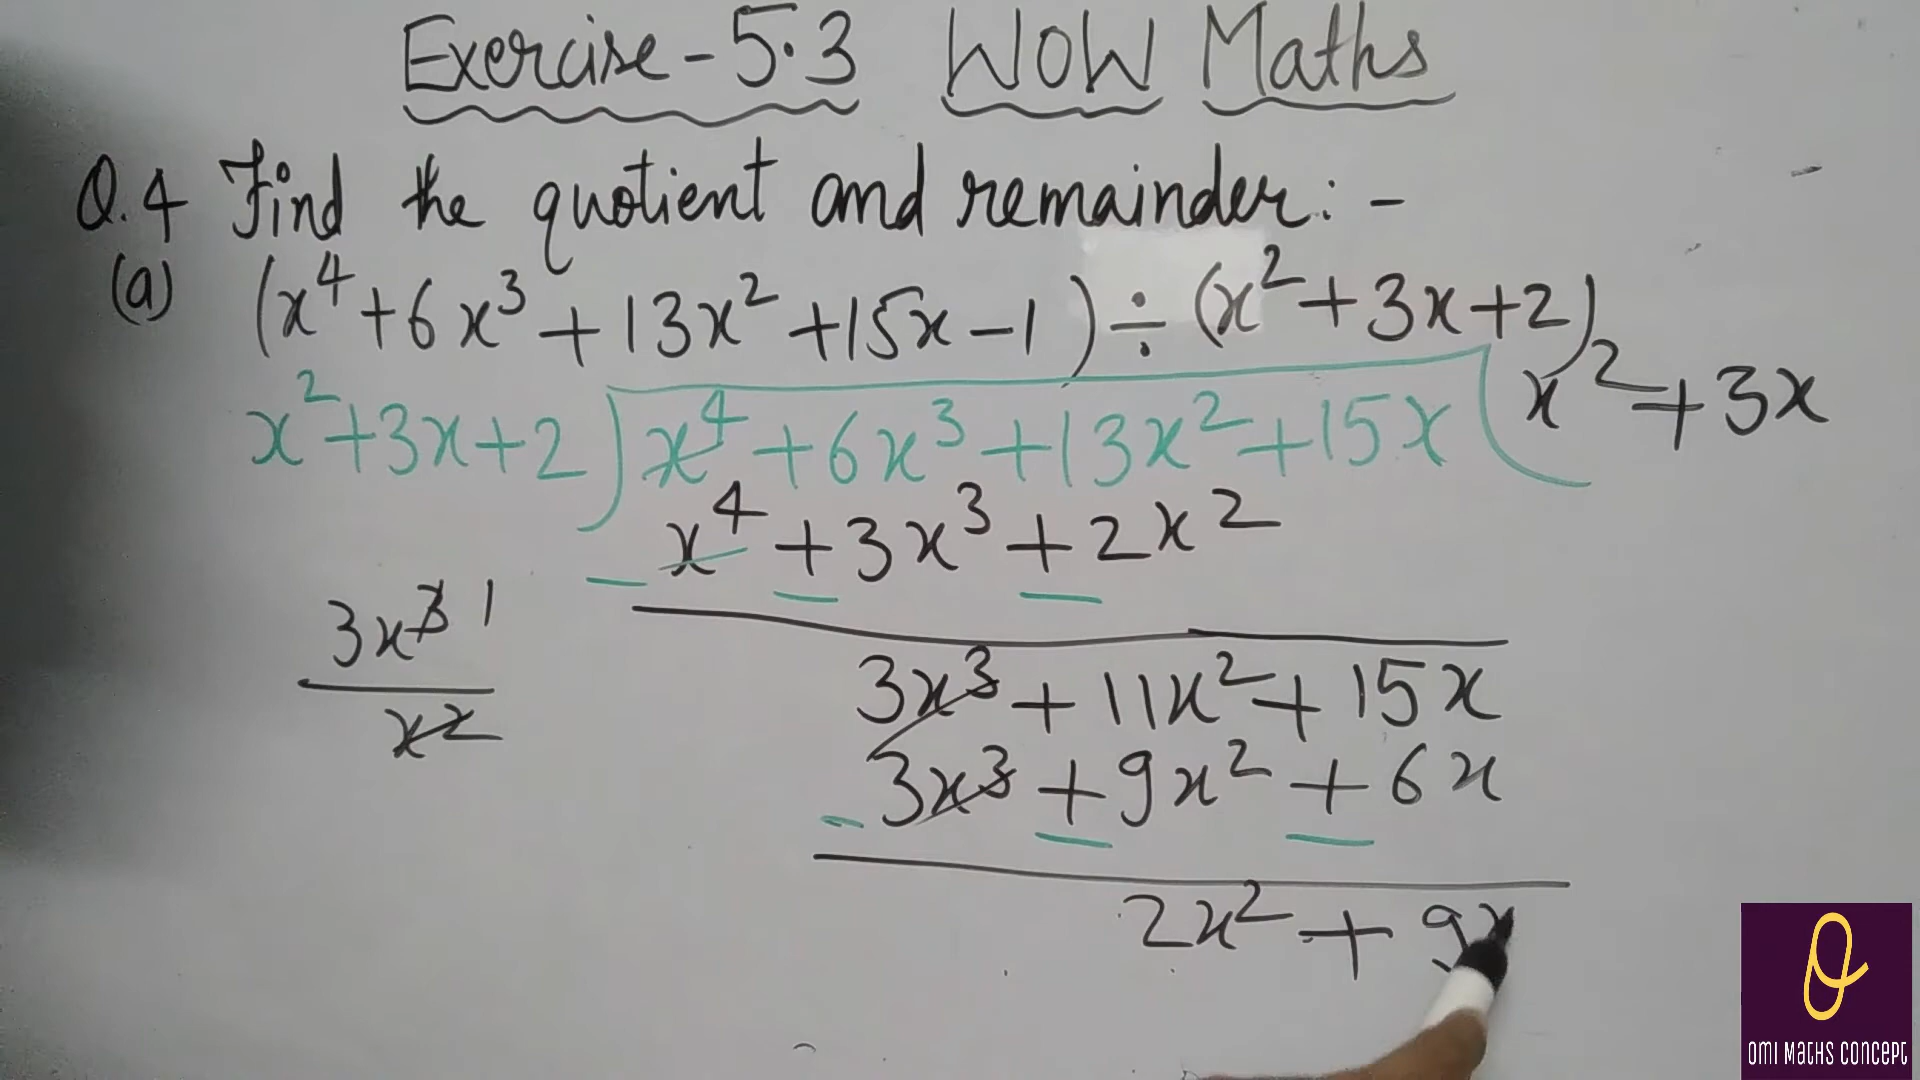 Exercise-5.3 WOW Maths
Q.4 Find the quotient and remainder:-
(a) (x⁴+6x³+13x²+15x-1)÷(x²+3x+2)
x²+3x+2)x⁴+6x³+13x²+15x(x²+3x
x⁴+3x³+2x²
- - -
3x³ 1
x²
3x³+11x²+15x
3x³+9x²+6x
- - -
2x²+9x
OMI MATHS CONCEPT